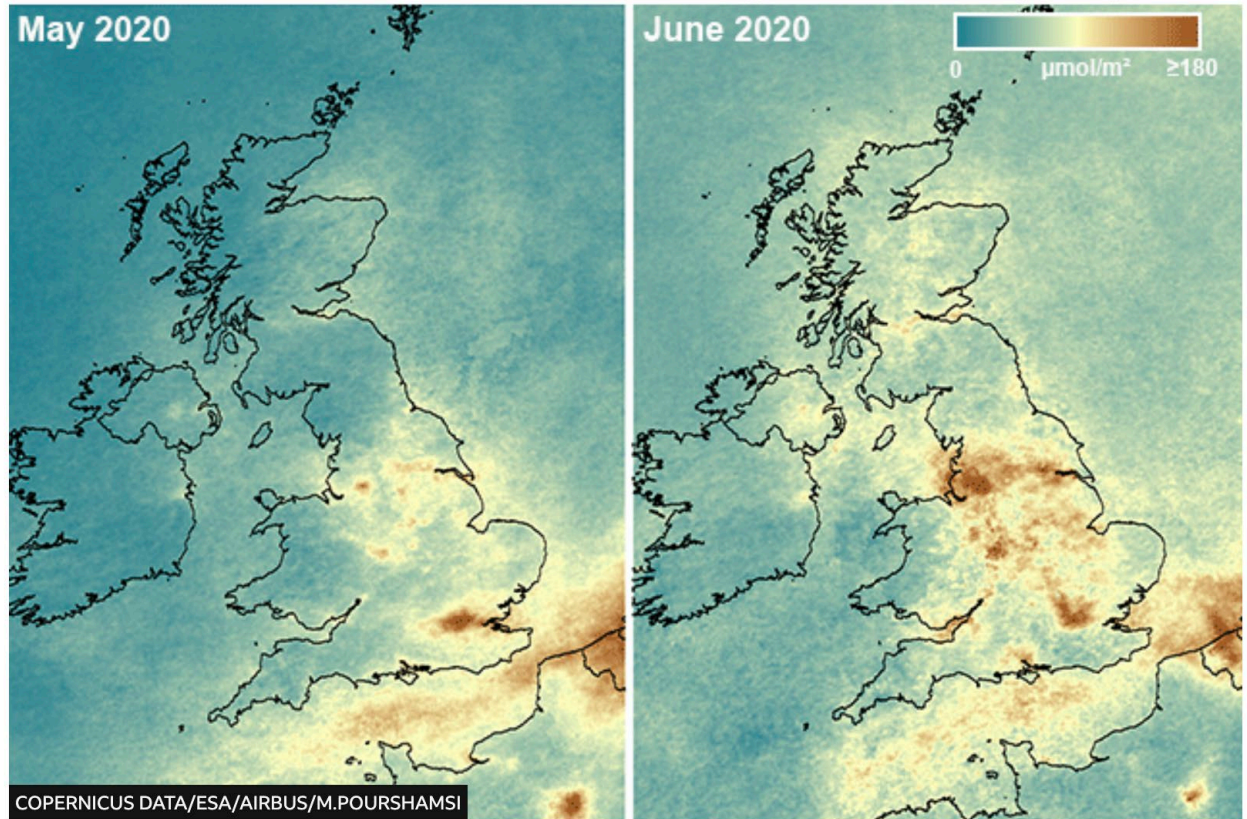 May 2020
June 2020
0 μmol/m² ≥180
COPERNICUS DATA/ESA/AIRBUS/M.POURSHAMSI